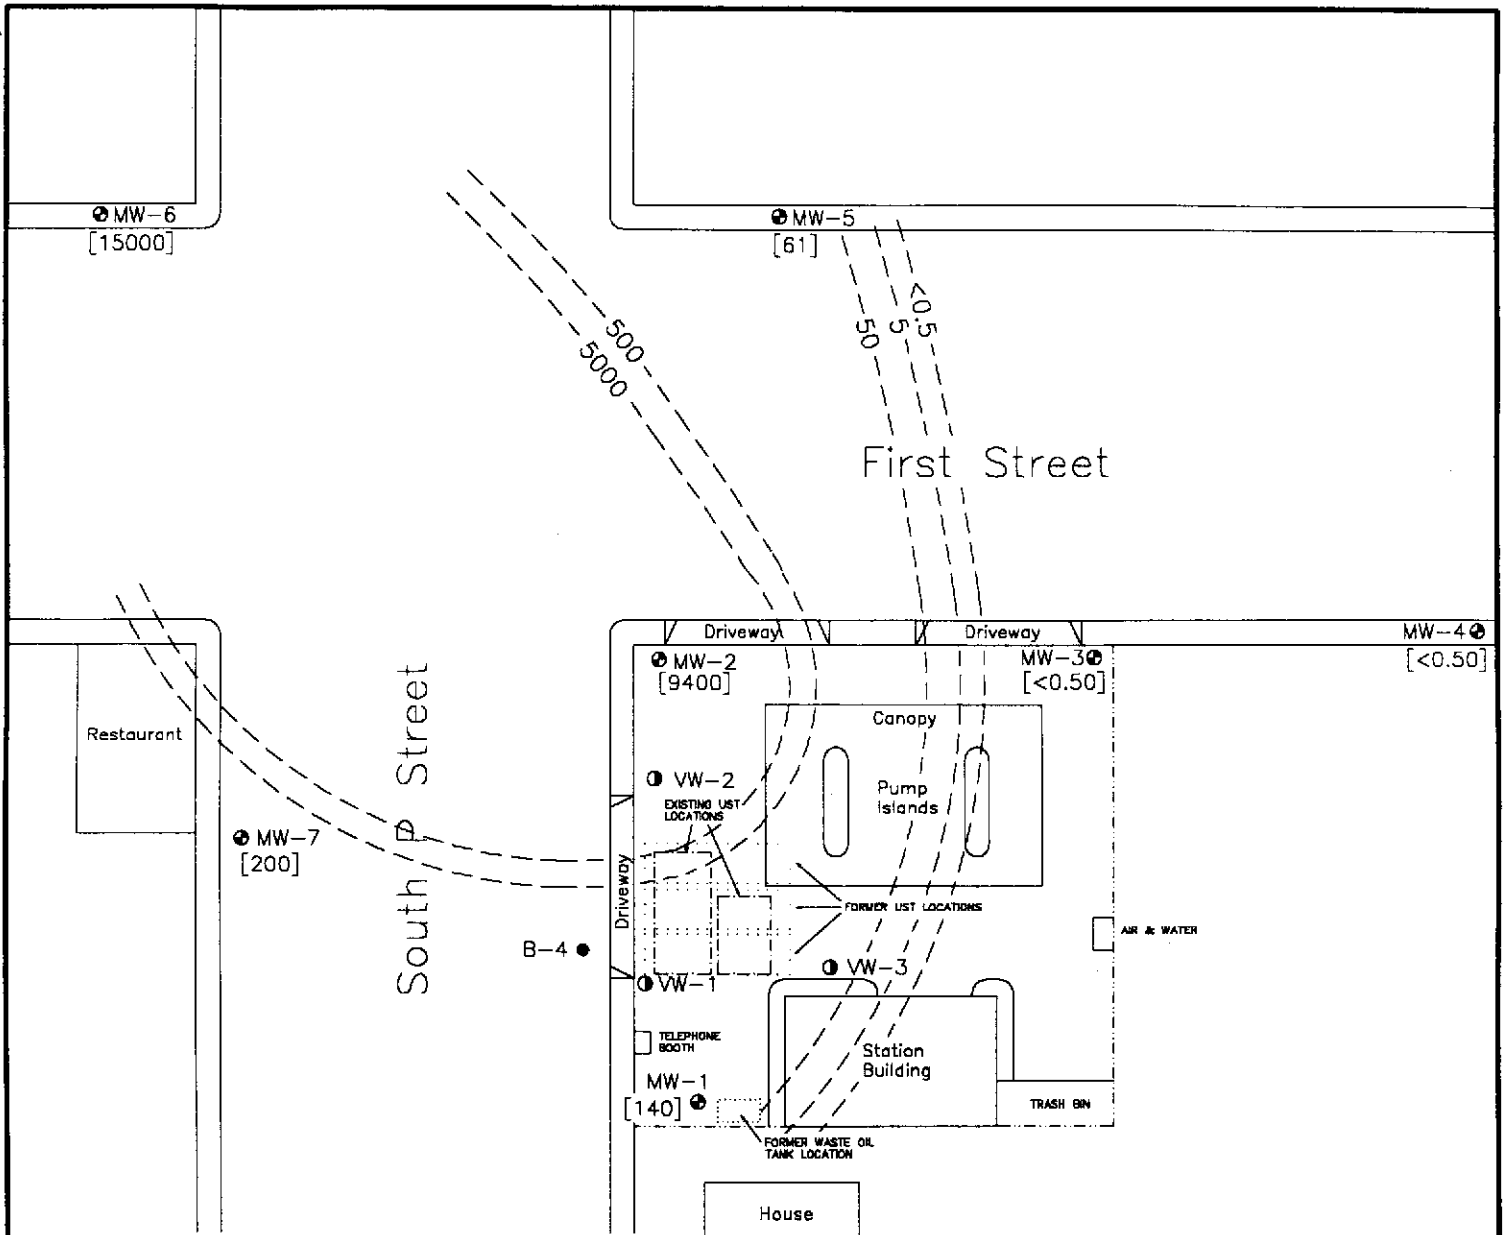 MW-6
[15000]
MW-5
[61]
500
5000
50
5
<0.5
First Street
Driveway
Driveway
MW-4
[<0.50]
MW-2
[9400]
MW-3
[<0.50]
Restaurant
South P Street
Canopy
Pump
Islands
VW-2
EXISTING UST
LOCATIONS
MW-7
[200]
Driveway
FORMER UST LOCATIONS
AIR & WATER
B-4
VW-3
VW-1
TELEPHONE
BOOTH
Station
Building
MW-1
[140]
TRASH BIN
FORMER WASTE OIL
TANK LOCATION
House